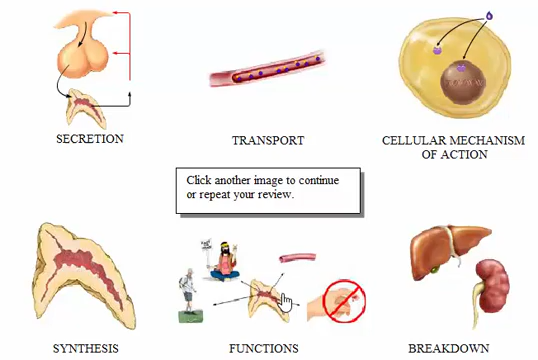 SECRETION
TRANSPORT
CELLULAR MECHANISM
OF ACTION
Click another image to continue
or repeat your review.
SYNTHESIS
FUNCTIONS
BREAKDOWN